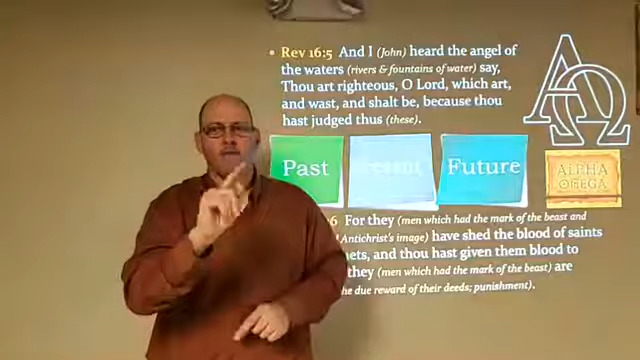 • Rev 16:5 And I (John) heard the angel of
the waters (rivers & fountains of water) say,
Thou art righteous, O Lord, which art,
and wast, and shalt be, because thou
hast judged thus (these).
Past Present Future
ALPHA
OMEGA
6 For they (men which had the mark of the beast and
Antichrist's image) have shed the blood of saints
ets, and thou hast given them blood to
they (men which had the mark of the beast) are
he due reward of their deeds; punishment).